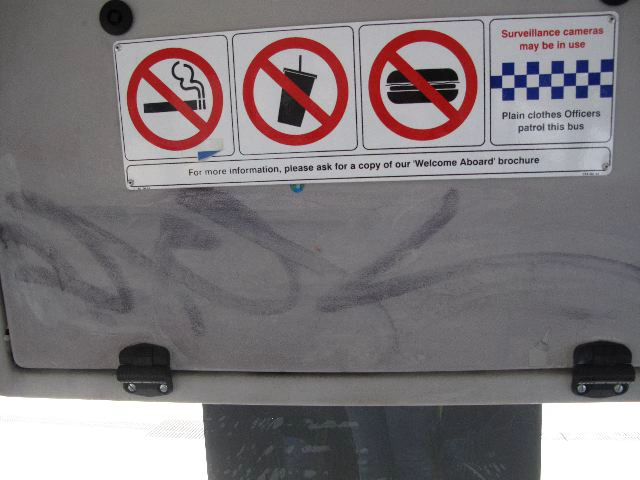 Surveillance cameras
may be in use
Plain clothes Officers
patrol this bus
For more information, please ask for a copy of our 'Welcome Aboard' brochure